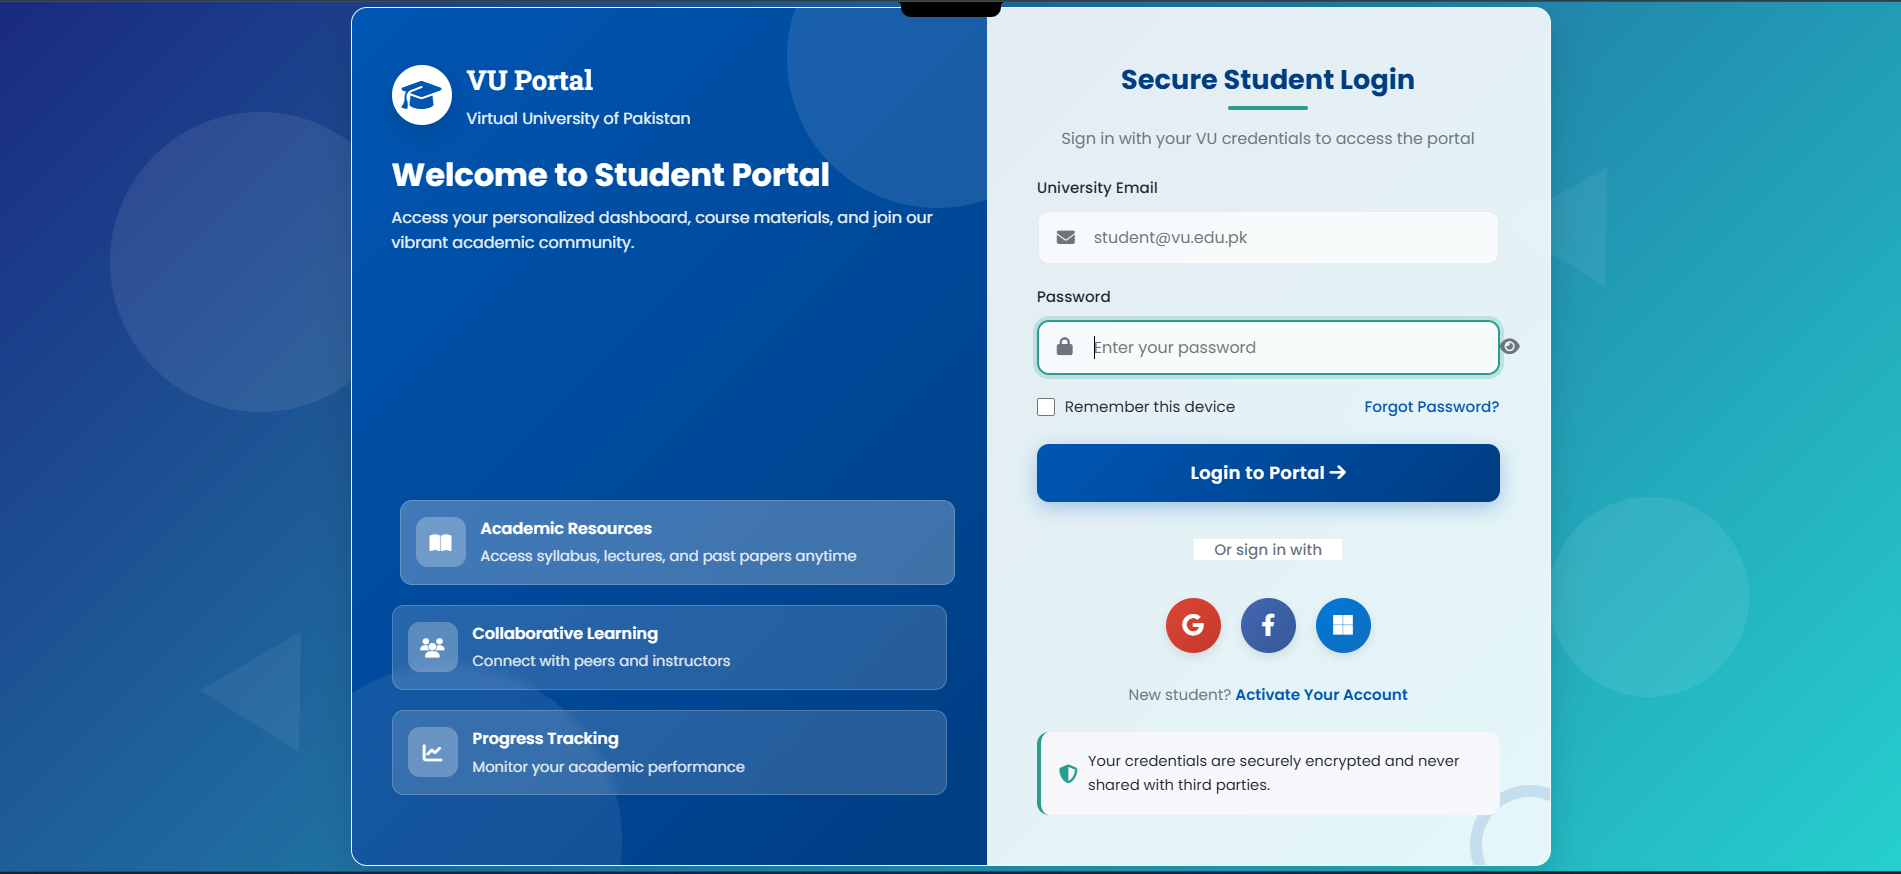 VU Portal
Virtual University of Pakistan
Welcome to Student Portal
Access your personalized dashboard, course materials, and join our
vibrant academic community.
Academic Resources
Access syllabus, lectures, and past papers anytime
Collaborative Learning
Connect with peers and instructors
Progress Tracking
Monitor your academic performance
Secure Student Login
Sign in with your VU credentials to access the portal
University Email
student@vu.edu.pk
Password
Enter your password
Remember this device
Forgot Password?
Login to Portal →
Or sign in with
G f
New student? Activate Your Account
Your credentials are securely encrypted and never
shared with third parties.